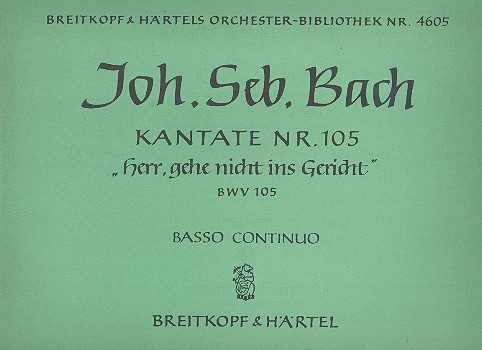 BREITKOPF & HÄRTELS ORCHESTER-BIBLIOTHEK NR. 4605
Joh. Seb. Bach
KANTATE NR. 105
„Herr, gehe nicht ins Gericht"
BWV 105
BASSO CONTINUO
BREITKOPF & HÄRTEL